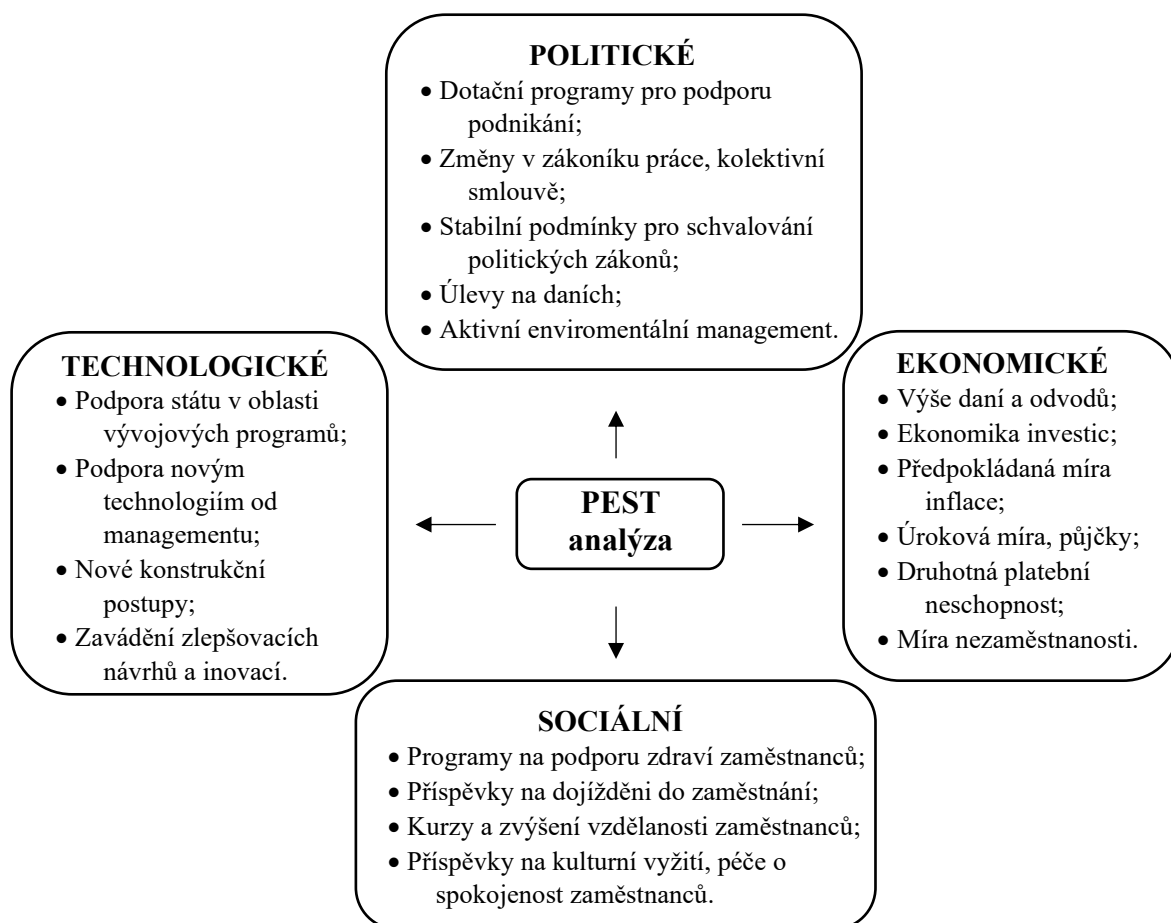 POLITICKÉ
• Dotační programy pro podporu
podnikání;
• Změny v zákoníku práce, kolektivní
smlouvě;
• Stabilní podmínky pro schvalování
politických zákonů;
• Úlevy na daních;
• Aktivní enviromentální management.
TECHNOLOGICKÉ
• Podpora státu v oblasti
vývojových programů;
• Podpora novým
technologiím od
managementu;
• Nové konstrukční
postupy;
• Zavádění zlepšovacích
návrhů a inovací.
PEST
analýza
EKONOMICKÉ
• Výše daní a odvodů;
• Ekonomika investic;
• Předpokládaná míra
inflace;
• Úroková míra, půjčky;
• Druhotná platební
neschopnost;
• Míra nezaměstnanosti.
SOCIÁLNÍ
• Programy na podporu zdraví zaměstnanců;
• Příspěvky na dojížděni do zaměstnání;
• Kurzy a zvýšení vzdělanosti zaměstnanců;
• Příspěvky na kulturní vyžití, péče o
spokojenost zaměstnanců.